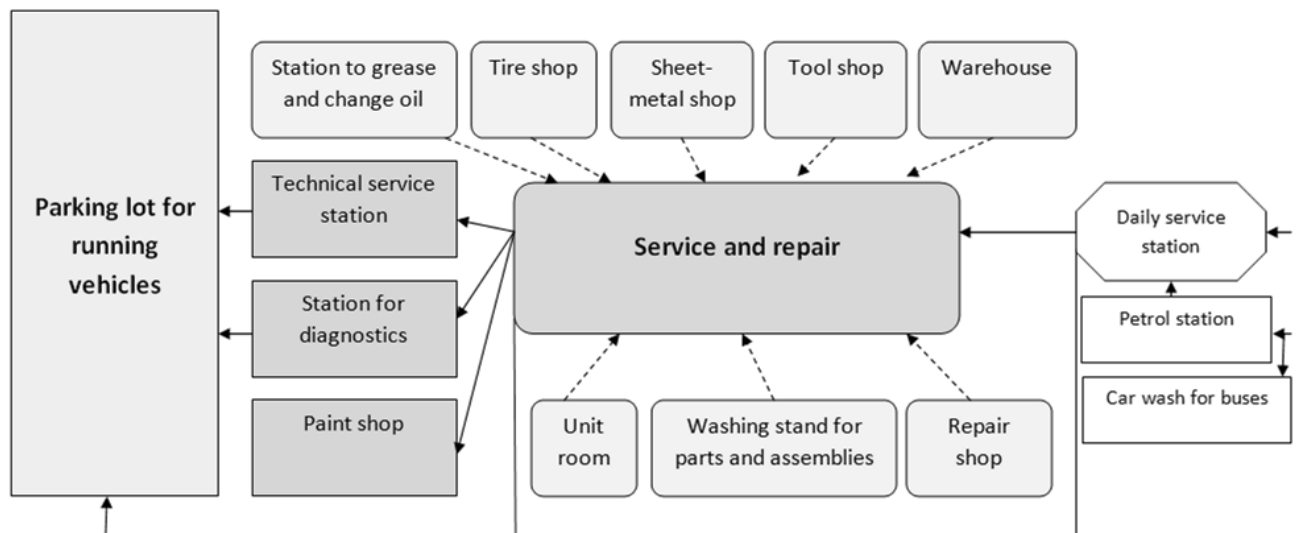 Parking lot for
running
vehicles
Station to grease
and change oil
Tire shop
Sheet-
metal shop
Tool shop
Warehouse
Technical service
station
Station for
diagnostics
Paint shop
Service and repair
Daily service
station
Petrol station
Car wash for buses
Unit
room
Washing stand for
parts and assemblies
Repair
shop